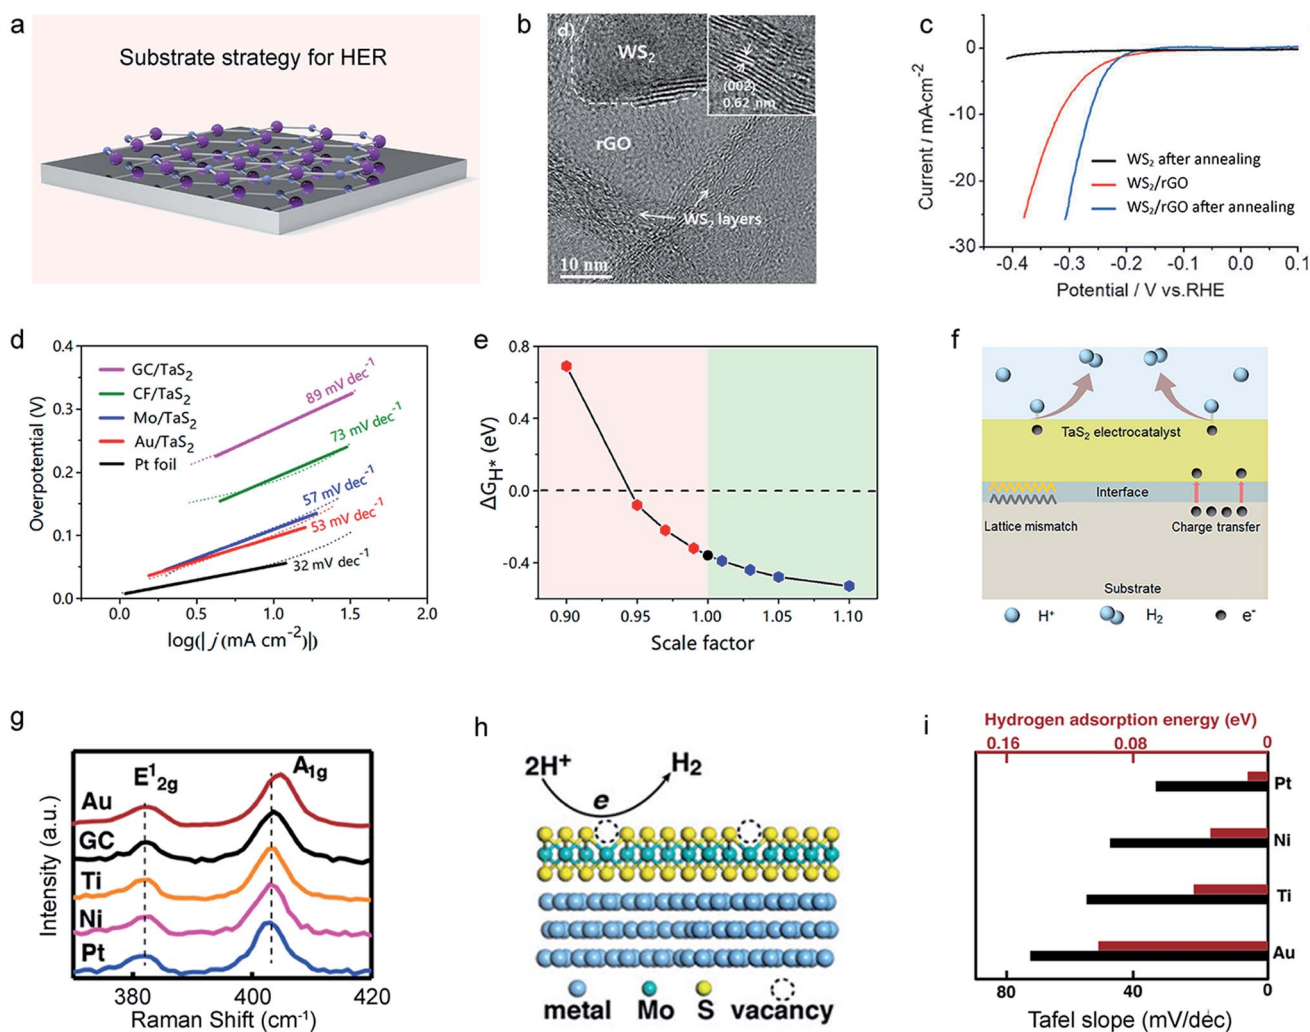 a
Substrate strategy for HER
b
d)
WS₂
(002)
0.62 nm
rGO
WS₂ layers
10 nm
c
Current / mA·cm⁻²
0
-10
-20
-30
WS₂ after annealing
WS₂/rGO
WS₂/rGO after annealing
-0.4 -0.3 -0.2 -0.1 0.0 0.1
Potential / V vs.RHE
d
Overpotential (V)
0.4
0.3
0.2
0.1
0.0
GC/TaS₂
CF/TaS₂
Mo/TaS₂
Au/TaS₂
Pt foil
89 mV dec⁻¹
73 mV dec⁻¹
57 mV dec⁻¹
53 mV dec⁻¹
32 mV dec⁻¹
0.0 0.5 1.0 1.5 2.0
log(| j (mA cm⁻²)|)
e
ΔG_H* (eV)
0.8
0.4
0.0
-0.4
0.90 0.95 1.00 1.05 1.10
Scale factor
f
TaS₂ electrocatalyst
Interface
Lattice mismatch
Charge transfer
Substrate
H⁺ H₂ e⁻
g
Intensity (a.u.)
E¹₂g
A₁g
Au
GC
Ti
Ni
Pt
380 400 420
Raman Shift (cm⁻¹)
h
2H⁺ H₂
e
metal Mo S vacancy
i
Hydrogen adsorption energy (eV)
0.16 0.08 0
Pt
Ni
Ti
Au
80 40 0
Tafel slope (mV/dec)